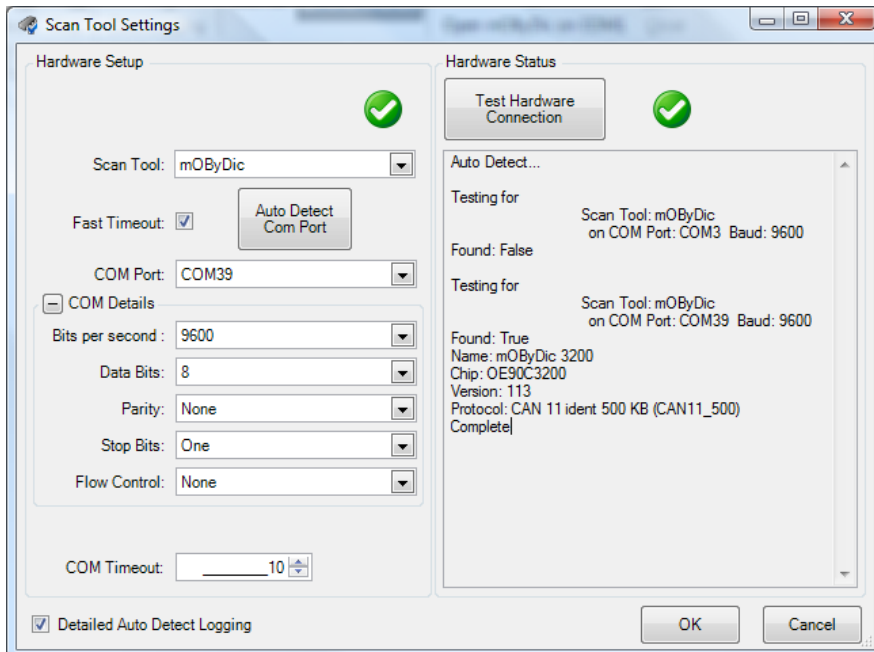 Scan Tool Settings
Hardware Setup
Scan Tool: mOByDic
Fast Timeout:
Auto Detect
Com Port
COM Port: COM39
COM Details
Bits per second : 9600
Data Bits: 8
Parity: None
Stop Bits: One
Flow Control: None
COM Timeout: 10
Detailed Auto Detect Logging
Hardware Status
Test Hardware
Connection
Auto Detect...
Testing for
Scan Tool: mOByDic
on COM Port: COM3 Baud: 9600
Found: False
Testing for
Scan Tool: mOByDic
on COM Port: COM39 Baud: 9600
Found: True
Name: mOByDic 3200
Chip: OE90C3200
Version: 113
Protocol: CAN 11 ident 500 KB (CAN11_500)
Complete
OK
Cancel